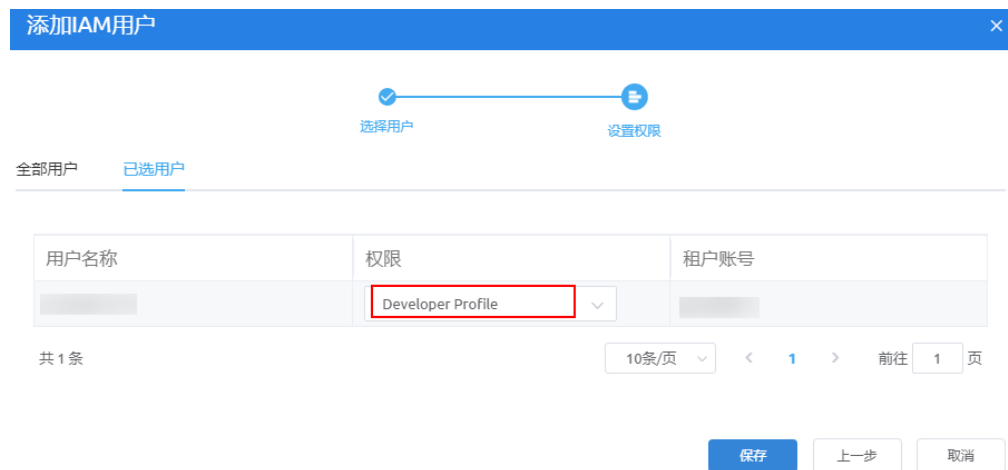 添加IAM用户
选择用户 设置权限
全部用户 已选用户
用户名称 权限 租户账号
Developer Profile
共 1 条 10条/页 1 前往 1 页
保存 上一步 取消